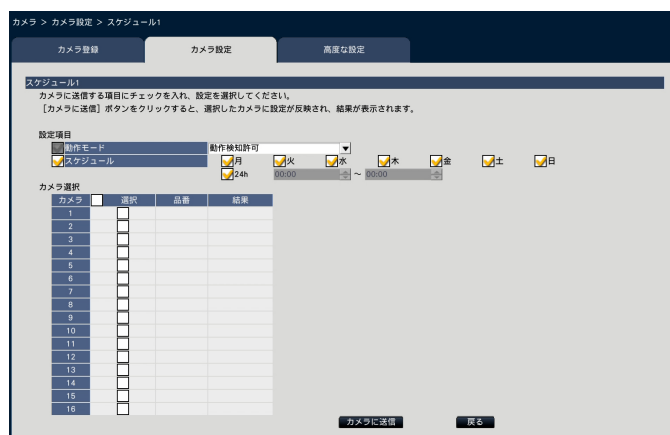 カメラ > カメラ設定 > スケジュール1
カメラ登録 カメラ設定 高度な設定
スケジュール1
カメラに送信する項目にチェックを入れ、設定を選択してください。
[カメラに送信] ボタンをクリックすると、選択したカメラに設定が反映され、結果が表示されます。
設定項目
動作モード 動作検知許可
スケジュール 月 火 水 木 金 土 日
24h 00:00 ~ 00:00
カメラ選択
カメラ 選択 品番 結果
1
2
3
4
5
6
7
8
9
10
11
12
13
14
15
16
カメラに送信 戻る